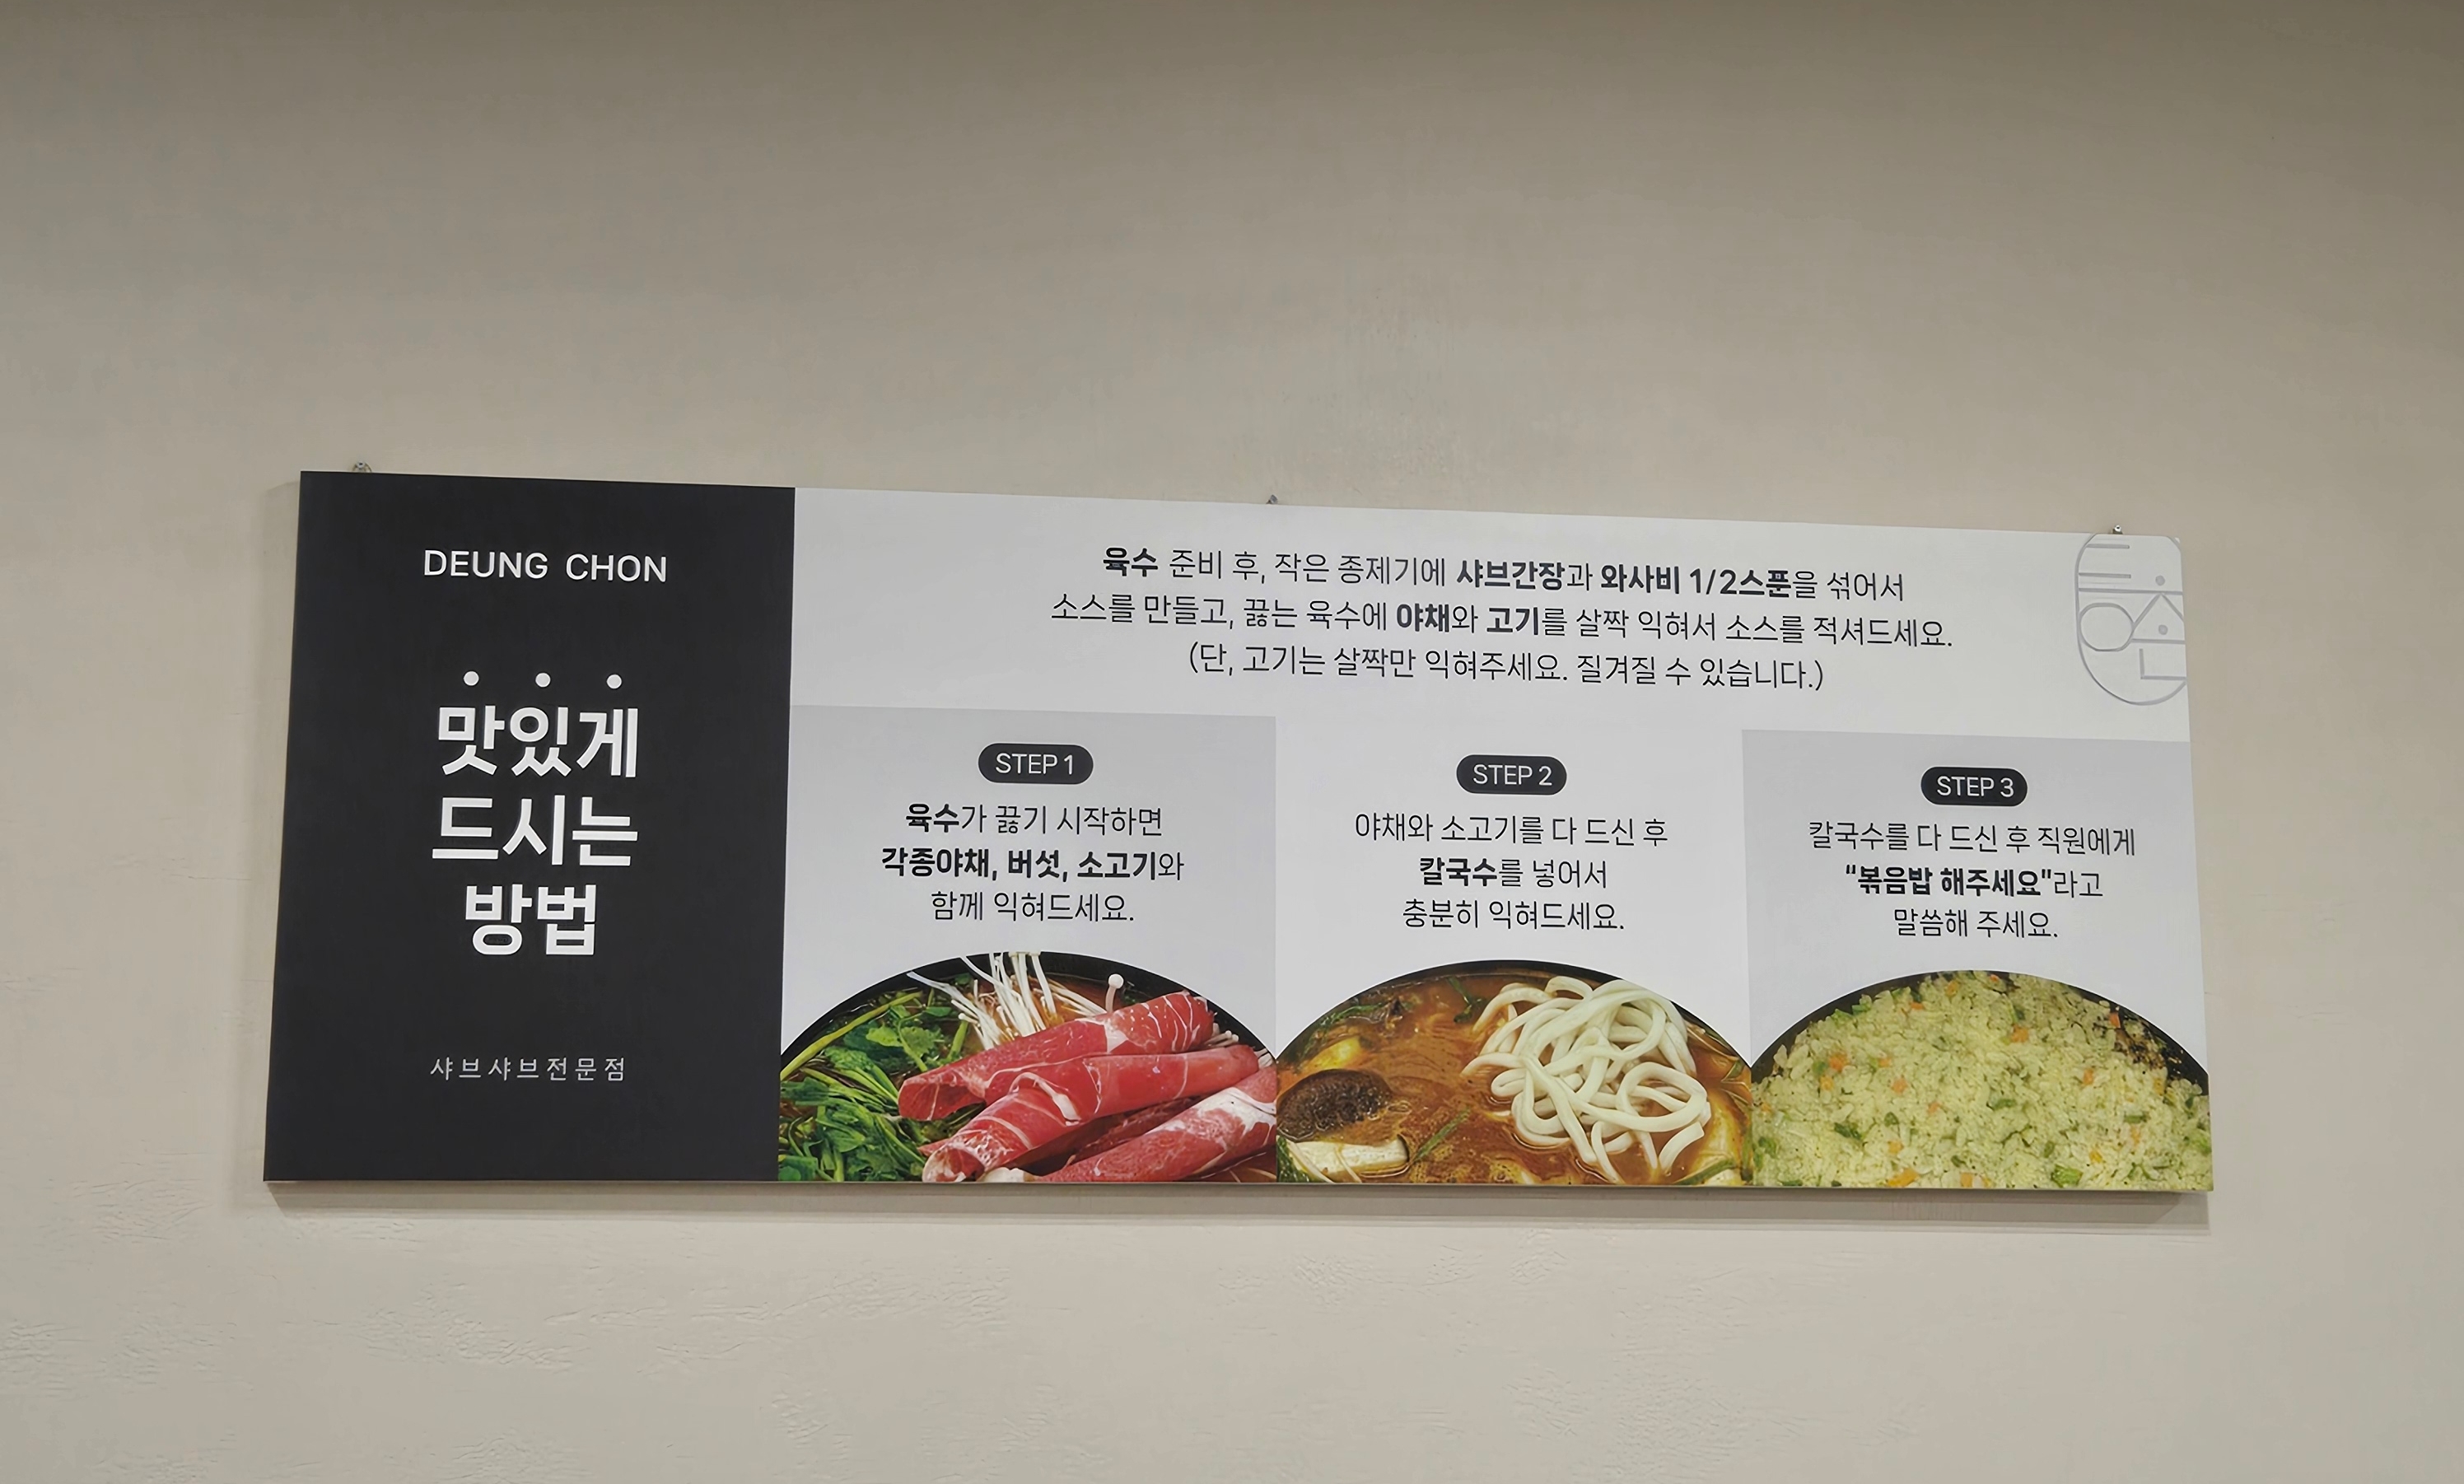 DEUNG CHON
맛있게
드시는
방법
샤브샤브전문점
육수 준비 후, 작은 종제기에 샤브간장과 와사비 1/2스푼을 섞어서
소스를 만들고, 끓는 육수에 야채와 고기를 살짝 익혀서 소스를 적셔드세요.
(단, 고기는 살짝만 익혀주세요. 질겨질 수 있습니다.)
STEP 1
육수가 끓기 시작하면
각종야채, 버섯, 소고기와
함께 익혀드세요.
STEP 2
야채와 소고기를 다 드신 후
칼국수를 넣어서
충분히 익혀드세요.
STEP 3
칼국수를 다 드신 후 직원에게
“볶음밥 해주세요”라고
말씀해 주세요.